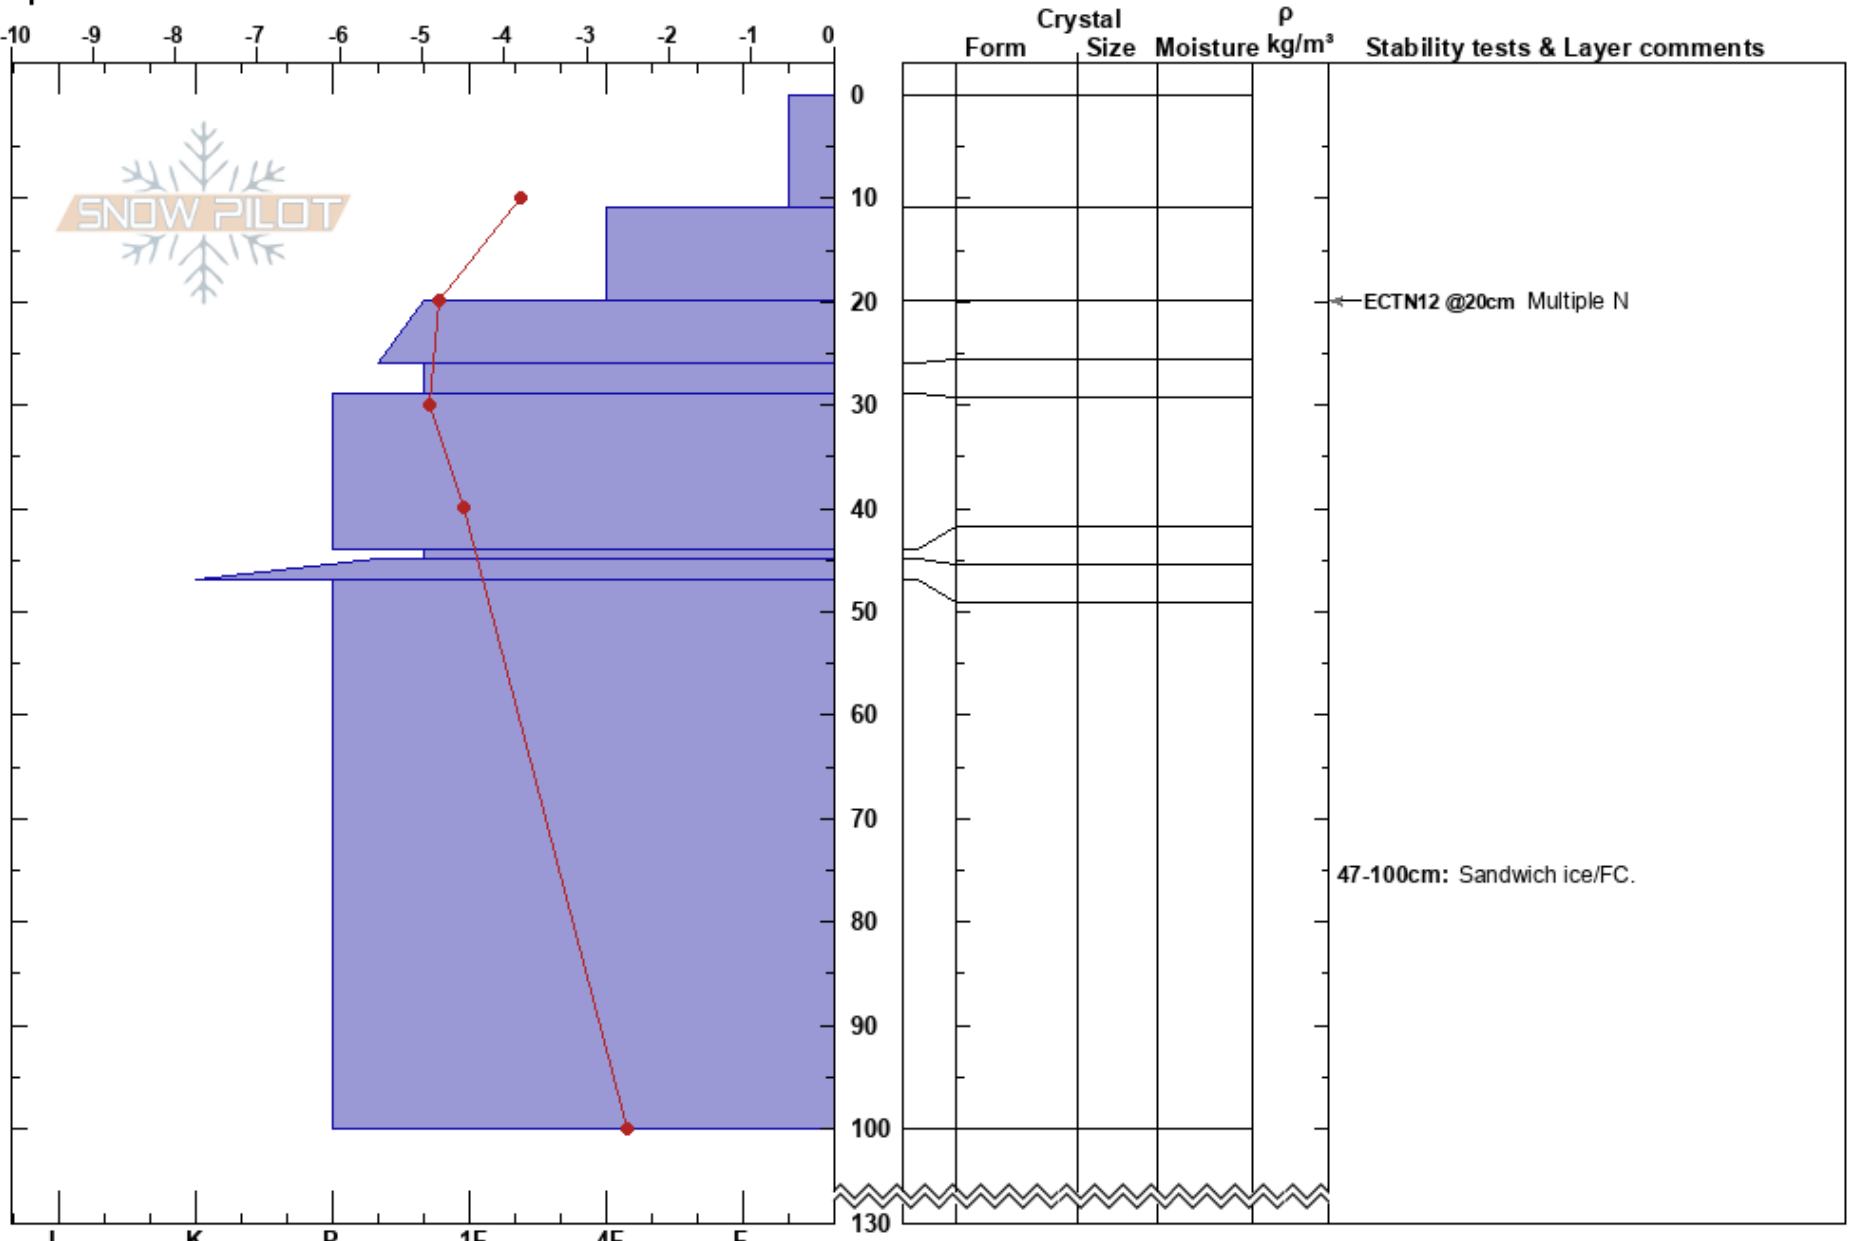 Crystal ρ
-10 -9 -8 -7 -6 -5 -4 -3 -2 -1 0
Form Size Moisture kg/m³ Stability tests & Layer comments
0
SNOW PILOT
10
20
ECTN12 @20cm Multiple N
30
40
50
60
70
47-100cm: Sandwich ice/FC.
80
90
100
130
I K P 1F 4F F